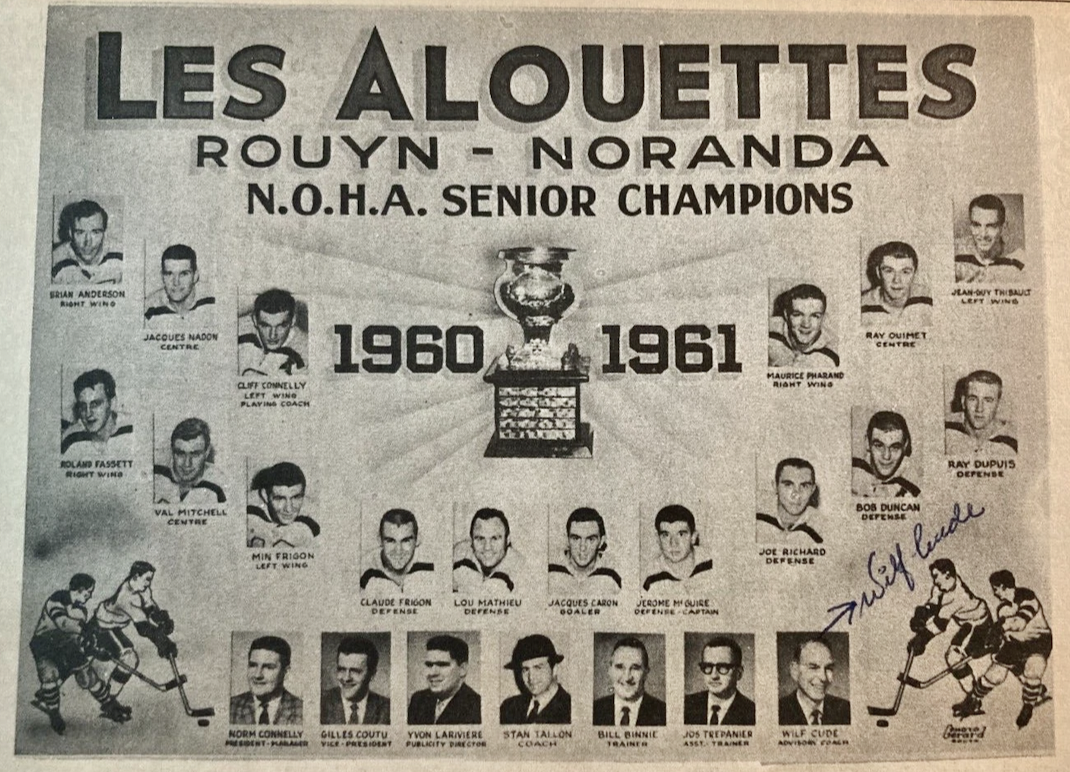 LES ALOUETTES
ROUYN - NORANDA
N.O.H.A. SENIOR CHAMPIONS
1960 1961
BRIAN ANDERSON
RIGHT WING
JACQUES NADON
CENTRE
CLIFF CONNELLY
LEFT WING
PLAYING COACH
MAURICE PHARAND
RIGHT WING
RAY OUIMET
CENTRE
JEAN-GUY THIBAULT
LEFT WING
ROLAND FASSETT
RIGHT WING
VAL MITCHELL
CENTRE
MIN FRIGON
LEFT WING
CLAUDE FRIGON
DEFENSE
LOU MATHIEU
DEFENSE
JACQUES CARON
GOALER
JEROME McGUIRE
DEFENSE-CAPTAIN
JOE RICHARD
DEFENSE
BOB DUNCAN
DEFENSE
RAY DUPUIS
DEFENSE
Wilf Cude
NORM CONNELLY
PRESIDENT-MANAGER
GILLES COUTU
VICE-PRESIDENT
YVON LARIVIERE
PUBLICITY DIRECTOR
STAN TALLON
COACH
BILL BINNIE
TRAINER
JOS TREPANIER
ASST. TRAINER
WILF CUDE
ADVISORY COACH
PHOTO
Gerard
ROUYN